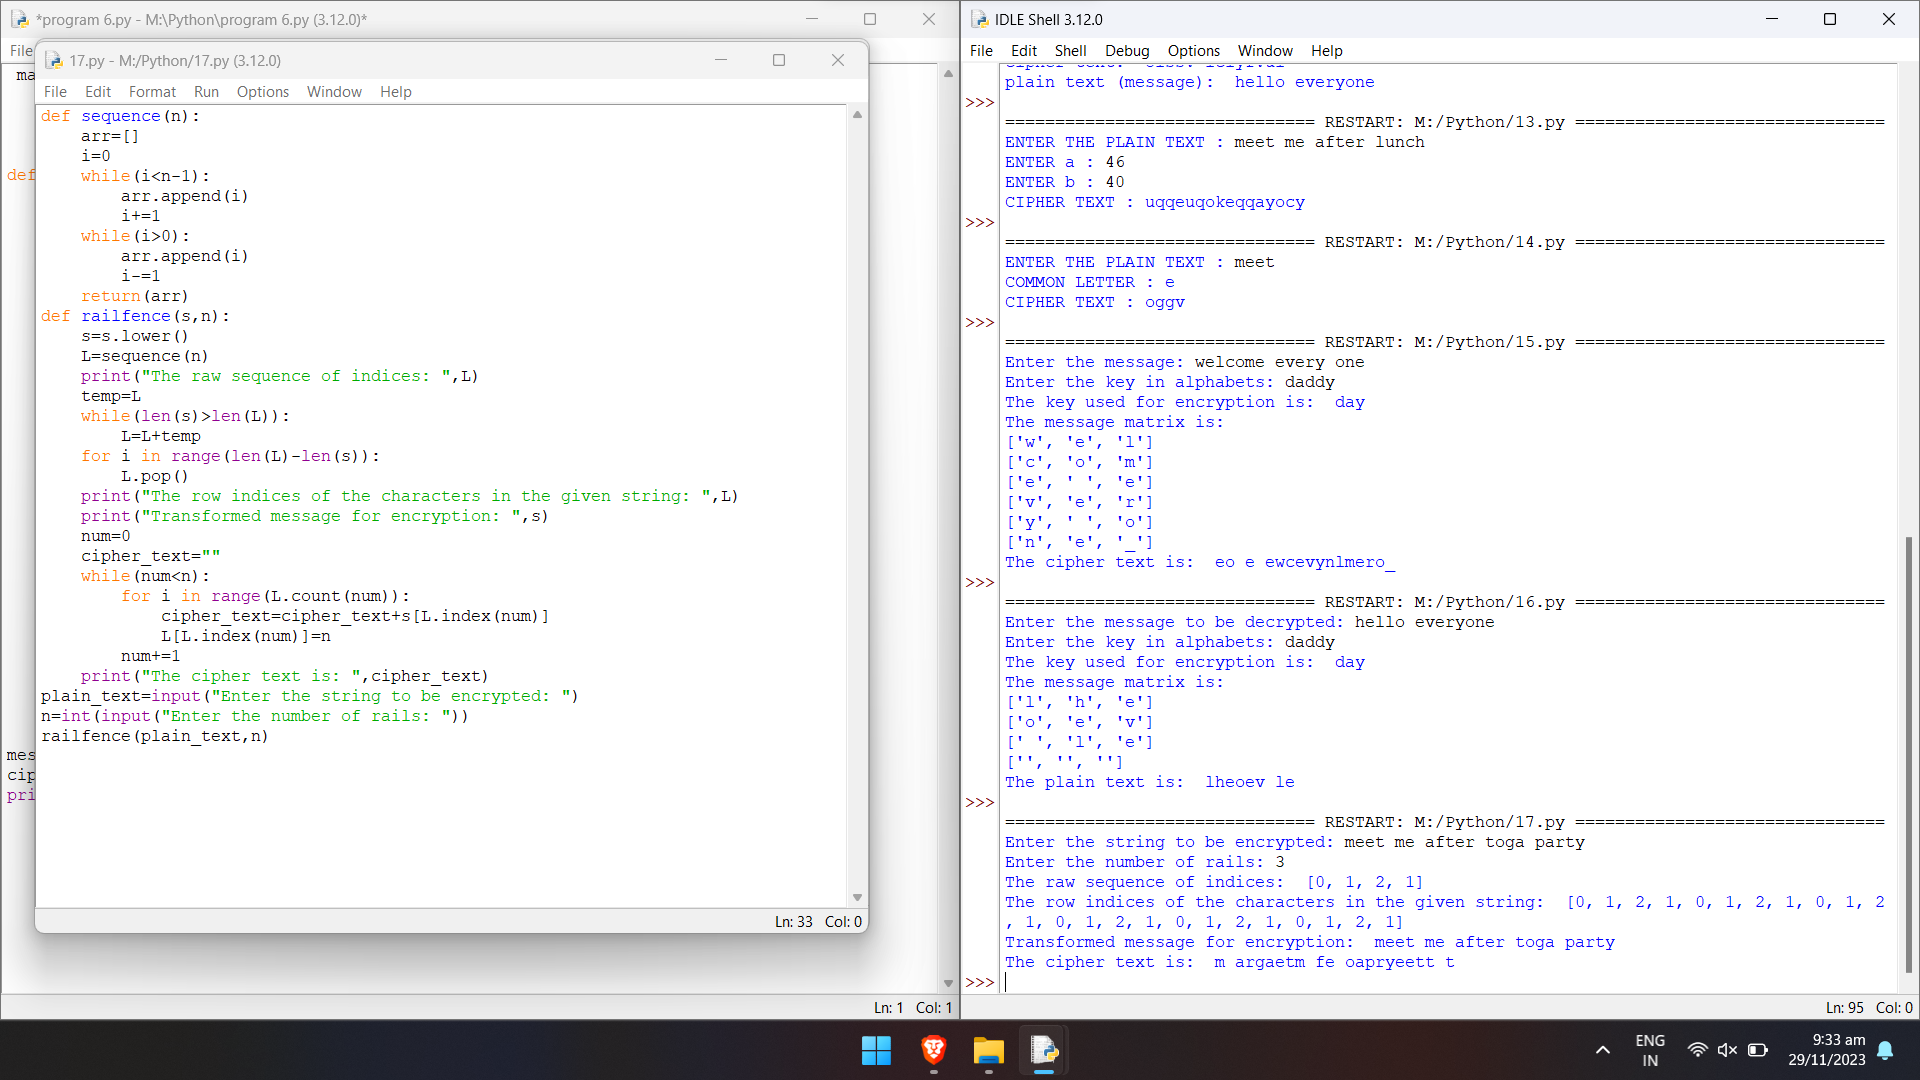 *program 6.py - M:\Python\program 6.py (3.12.0)*
File
ma
def
mes
cip
pri
Ln: 1 Col: 1
17.py - M:/Python/17.py (3.12.0)
File Edit Format Run Options Window Help
def sequence(n):
    arr=[]
    i=0
    while(i<n-1):
        arr.append(i)
        i+=1
    while(i>0):
        arr.append(i)
        i-=1
    return(arr)
def railfence(s,n):
    s=s.lower()
    L=sequence(n)
    print("The raw sequence of indices: ",L)
    temp=L
    while(len(s)>len(L)):
        L=L+temp
    for i in range(len(L)-len(s)):
        L.pop()
    print("The row indices of the characters in the given string: ",L)
    print("Transformed message for encryption: ",s)
    num=0
    cipher_text=""
    while(num<n):
        for i in range(L.count(num)):
            cipher_text=cipher_text+s[L.index(num)]
            L[L.index(num)]=n
        num+=1
    print("The cipher text is: ",cipher_text)
plain_text=input("Enter the string to be encrypted: ")
n=int(input("Enter the number of rails: "))
railfence(plain_text,n)
Ln: 33 Col: 0
IDLE Shell 3.12.0
File Edit Shell Debug Options Window Help
plain text (message):  hello everyone
>>>
=============================== RESTART: M:/Python/13.py ===============================
ENTER THE PLAIN TEXT : meet me after lunch
ENTER a : 46
ENTER b : 40
CIPHER TEXT : uqqeuqokeqqayocy
>>>
=============================== RESTART: M:/Python/14.py ===============================
ENTER THE PLAIN TEXT : meet
COMMON LETTER : e
CIPHER TEXT : oggv
>>>
=============================== RESTART: M:/Python/15.py ===============================
Enter the message: welcome every one
Enter the key in alphabets: daddy
The key used for encryption is:  day
The message matrix is:
['w', 'e', 'l']
['c', 'o', 'm']
['e', ' ', 'e']
['v', 'e', 'r']
['y', ' ', 'o']
['n', 'e', '_']
The cipher text is:  eo e ewcevynlmero_
>>>
=============================== RESTART: M:/Python/16.py ===============================
Enter the message to be decrypted: hello everyone
Enter the key in alphabets: daddy
The key used for encryption is:  day
The message matrix is:
['l', 'h', 'e']
['o', 'e', 'v']
[' ', 'l', 'e']
['', '', '']
The plain text is:  lheoev le
>>>
=============================== RESTART: M:/Python/17.py ===============================
Enter the string to be encrypted: meet me after toga party
Enter the number of rails: 3
The raw sequence of indices:  [0, 1, 2, 1]
The row indices of the characters in the given string:  [0, 1, 2, 1, 0, 1, 2, 1, 0, 1, 2
, 1, 0, 1, 2, 1, 0, 1, 2, 1, 0, 1, 2, 1]
Transformed message for encryption:  meet me after toga party
The cipher text is:  m argaetm fe oapryeett t
>>>
Ln: 95 Col: 0
ENG
IN
9:33 am
29/11/2023